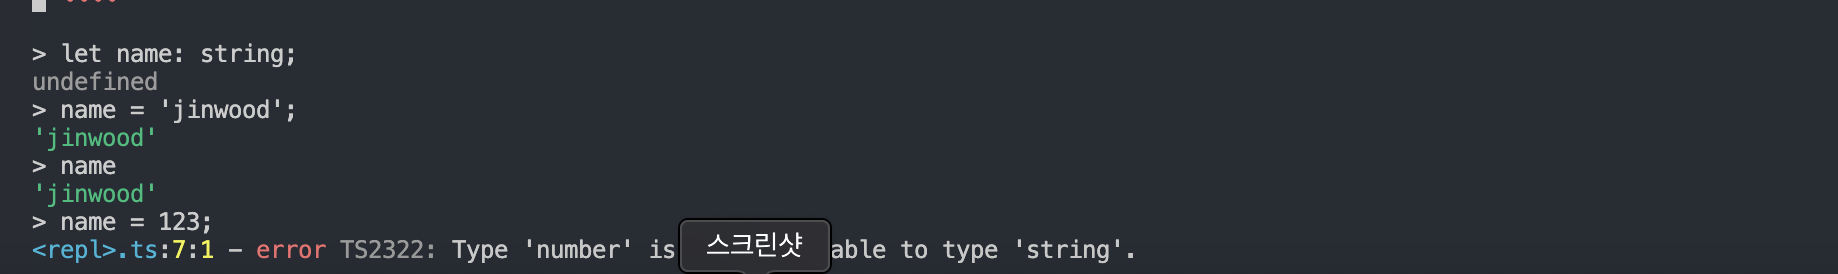 > let name: string;
undefined
> name = 'jinwood';
'jinwood'
> name
'jinwood'
> name = 123;
<repl>.ts:7:1 - error TS2322: Type 'number' is able to type 'string'.
스크린샷